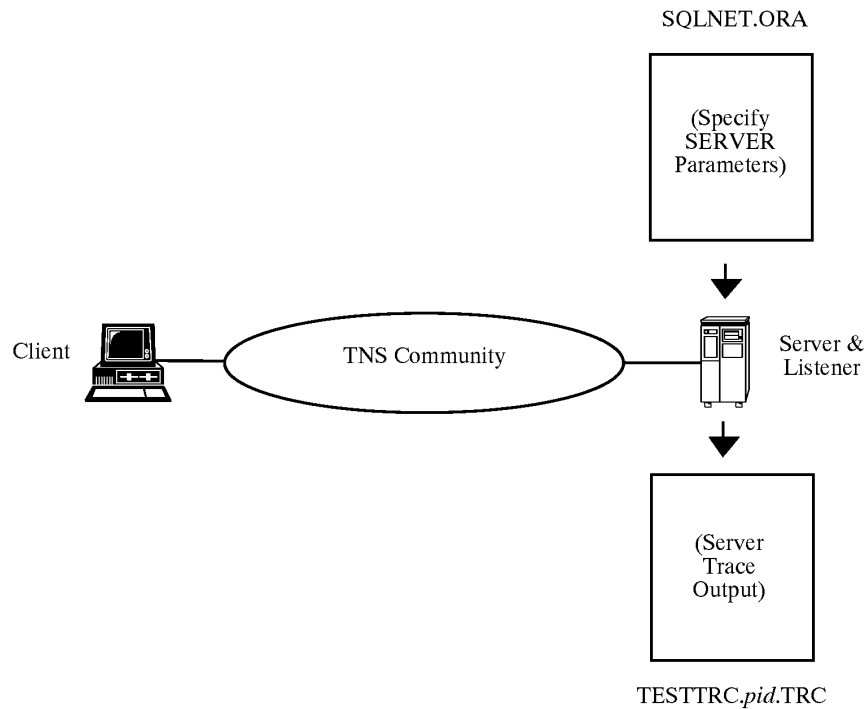 SQLNET.ORA
(Specify
SERVER
Parameters)
Client
TNS Community
Server &
Listener
(Server
Trace
Output)
TESTTRC.pid.TRC